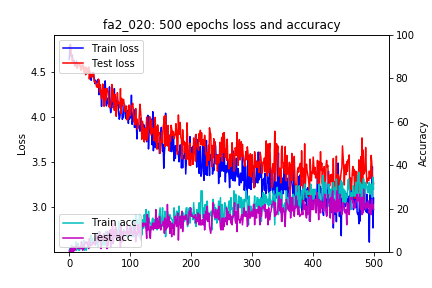 fa2_020: 500 epochs loss and accuracy
Train loss
Test loss
Train acc
Test acc
Loss
4.5
4.0
3.5
3.0
Accuracy
100
80
60
40
20
0
0 100 200 300 400 500